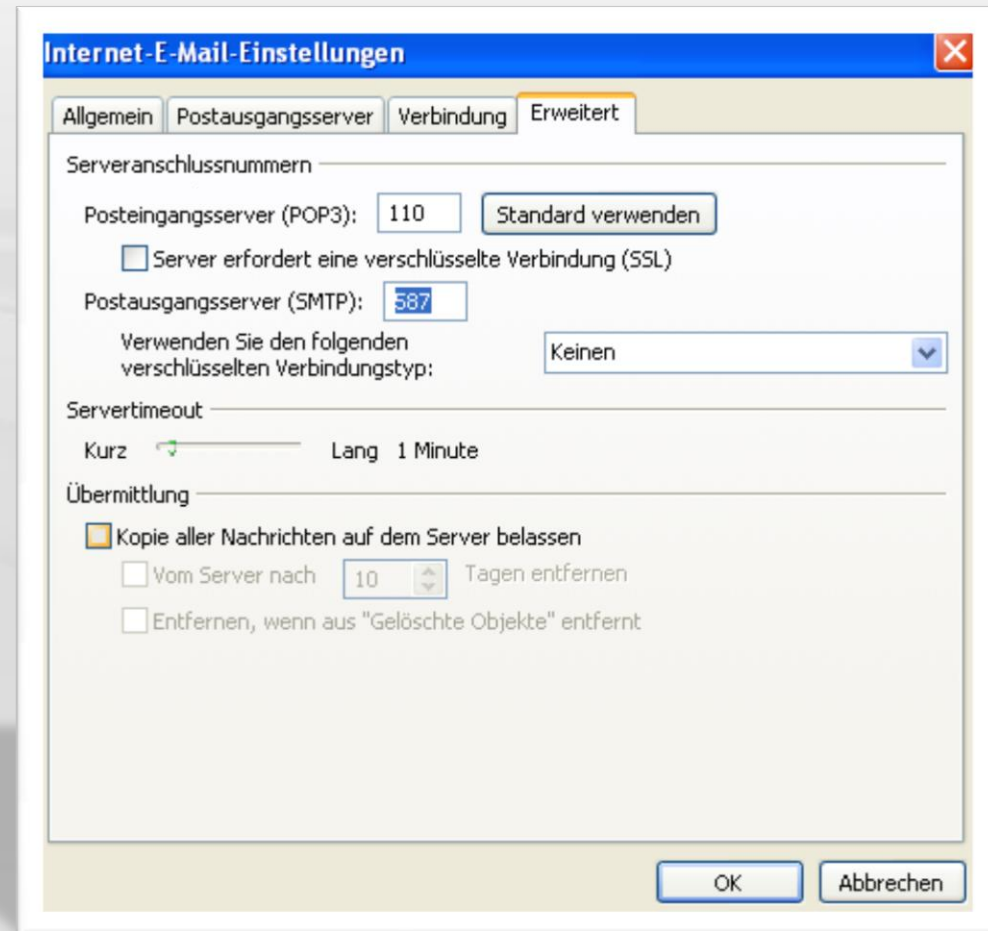 Internet-E-Mail-Einstellungen
Allgemein Postausgangsserver Verbindung Erweitert
Serveranschlussnummern
Posteingangsserver (POP3): 110 Standard verwenden
Server erfordert eine verschlüsselte Verbindung (SSL)
Postausgangsserver (SMTP): 587
Verwenden Sie den folgenden
verschlüsselten Verbindungstyp: Keinen
Servertimeout
Kurz Lang 1 Minute
Übermittlung
Kopie aller Nachrichten auf dem Server belassen
Vom Server nach 10 Tagen entfernen
Entfernen, wenn aus "Gelöschte Objekte" entfernt
OK Abbrechen